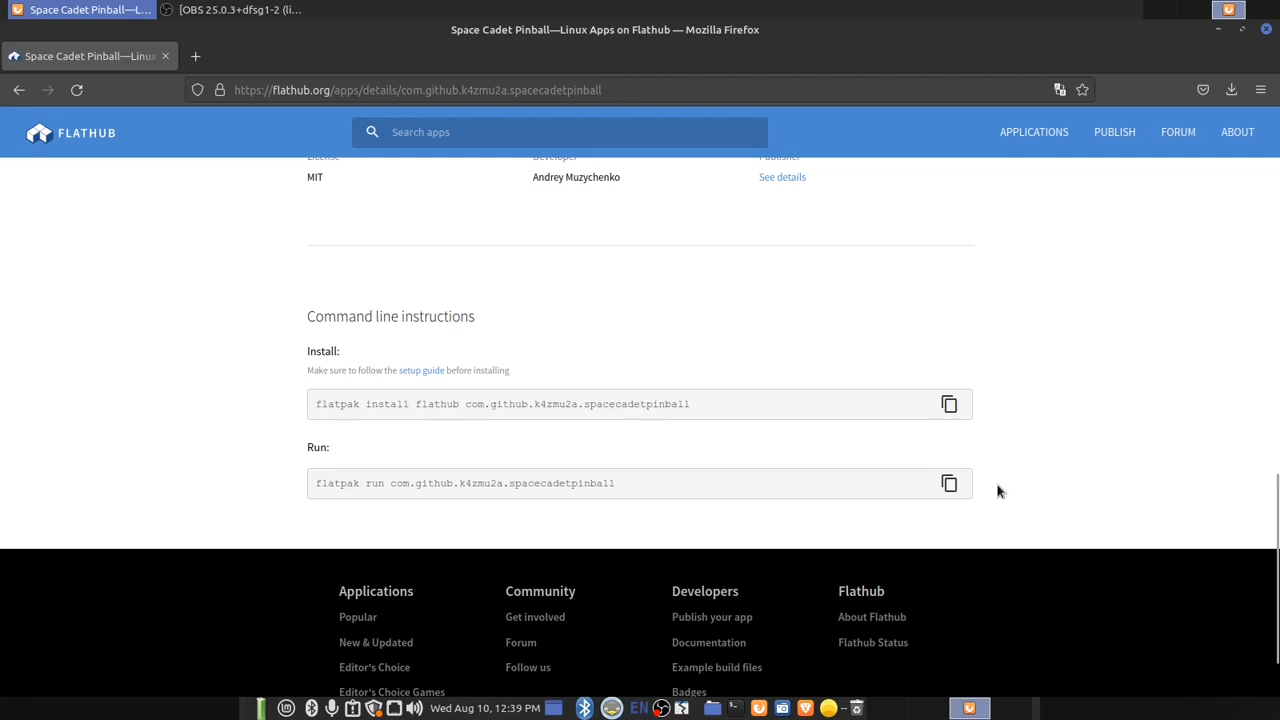 Space Cadet Pinball—L...
[OBS 25.0.3+dfsg1-2 (li...
Space Cadet Pinball—Linux Apps on Flathub — Mozilla Firefox
Space Cadet Pinball—Linux
https://flathub.org/apps/details/com.github.k4zmu2a.spacecadetpinball
FLATHUB
Search apps
APPLICATIONS
PUBLISH
FORUM
ABOUT
License
Developer
Publisher
MIT
Andrey Muzychenko
See details
Command line instructions
Install:
Make sure to follow the setup guide before installing
flatpak install flathub com.github.k4zmu2a.spacecadetpinball
Run:
flatpak run com.github.k4zmu2a.spacecadetpinball
Applications
Community
Developers
Flathub
Popular
Get involved
Publish your app
About Flathub
New & Updated
Forum
Documentation
Flathub Status
Editor's Choice
Follow us
Example build files
Editor's Choice Games
Badges
Wed Aug 10, 12:39 PM
EN
--